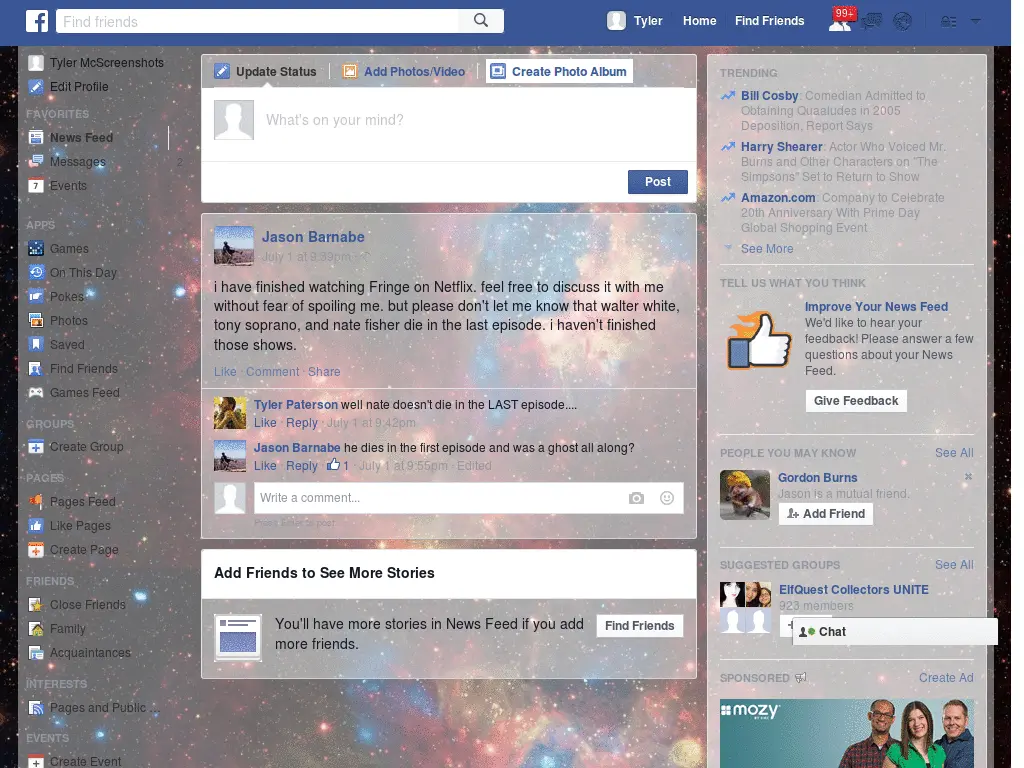 Find friends
Tyler
Home
Find Friends
99+
Tyler McScreenshots
Edit Profile
FAVORITES
News Feed
Messages 2
7 Events
APPS
Games
On This Day
Pokes
Photos
Saved
Find Friends
Games Feed
GROUPS
Create Group
PAGES
Pages Feed
Like Pages
Create Page
FRIENDS
Close Friends
Family
Acquaintances
INTERESTS
Pages and Public ...
EVENTS
Create Event
Update Status
Add Photos/Video
Create Photo Album
What's on your mind?
Post
Jason Barnabe
July 1 at 9:39pm ·
i have finished watching Fringe on Netflix. feel free to discuss it with me
without fear of spoiling me. but please don't let me know that walter white,
tony soprano, and nate fisher die in the last episode. i haven't finished
those shows.
Like · Comment · Share
Tyler Paterson well nate doesn't die in the LAST episode....
Like · Reply · July 1 at 9:42pm
Jason Barnabe he dies in the first episode and was a ghost all along?
Like · Reply · 1 · July 1 at 9:55pm · Edited
Write a comment...
Press Enter to post.
Add Friends to See More Stories
You'll have more stories in News Feed if you add
more friends.
Find Friends
TRENDING
Bill Cosby: Comedian Admitted to
Obtaining Quaaludes in 2005
Deposition, Report Says
Harry Shearer: Actor Who Voiced Mr.
Burns and Other Characters on "The
Simpsons" Set to Return to Show
Amazon.com: Company to Celebrate
20th Anniversary With Prime Day
Global Shopping Event
See More
TELL US WHAT YOU THINK
Improve Your News Feed
We'd like to hear your
feedback! Please answer a few
questions about your News
Feed.
Give Feedback
PEOPLE YOU MAY KNOW
See All
Gordon Burns
Jason is a mutual friend.
Add Friend
SUGGESTED GROUPS
See All
ElfQuest Collectors UNITE
923 members
Chat
SPONSORED
Create Ad
mozy